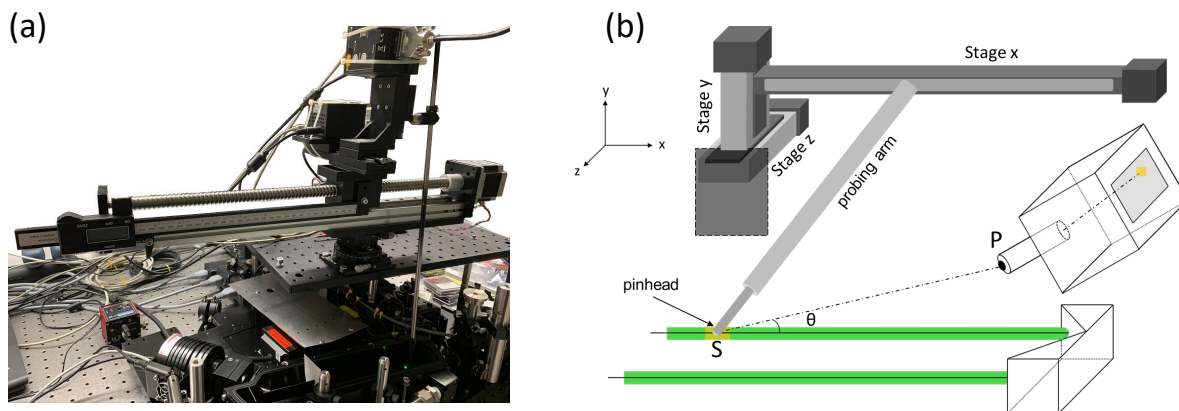 (a)
(b)
Stage x
Stage y
y
x
z
Stage z
probing arm
P
pinhead
θ
S